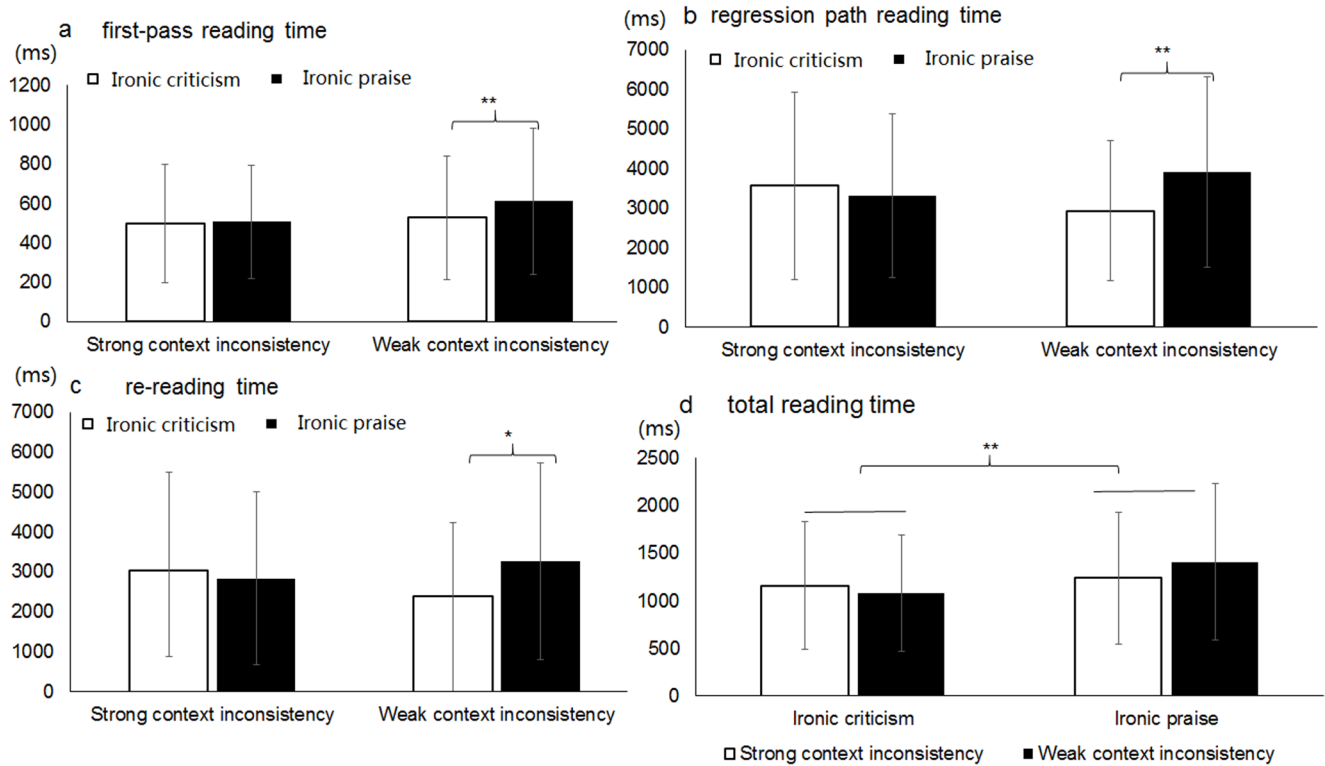 a first-pass reading time
(ms)
Ironic criticism Ironic praise
1200
1000
800
600
400
200
0
**
Strong context inconsistency Weak context inconsistency
(ms) b regression path reading time
Ironic criticism Ironic praise
7000
6000
5000
4000
3000
2000
1000
0
**
Strong context inconsistency Weak context inconsistency
(ms) c re-reading time
Ironic criticism Ironic praise
7000
6000
5000
4000
3000
2000
1000
0
*
Strong context inconsistency Weak context inconsistency
d total reading time
(ms)
2500
2000
1500
1000
500
0
**
Ironic criticism Ironic praise
Strong context inconsistency Weak context inconsistency